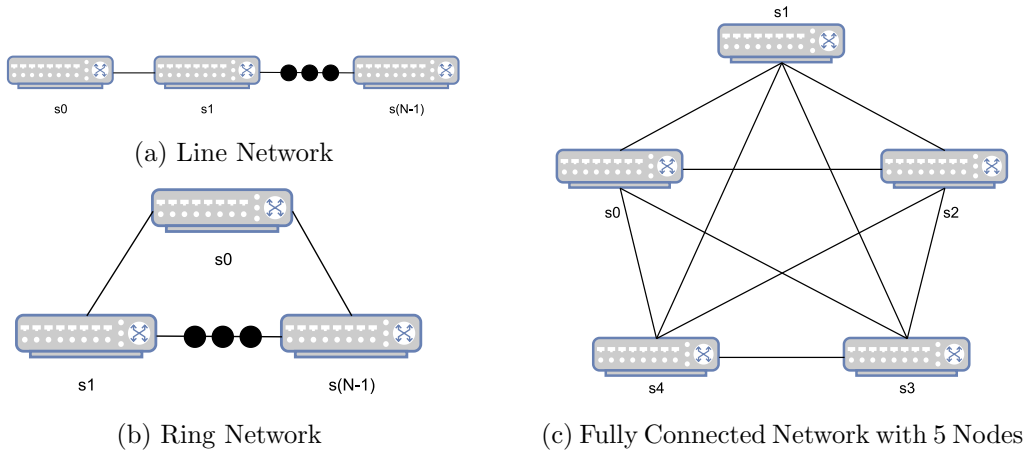 s0
s1
s(N-1)
(a) Line Network
s0
s1
s(N-1)
(b) Ring Network
s1
s0
s2
s4
s3
(c) Fully Connected Network with 5 Nodes